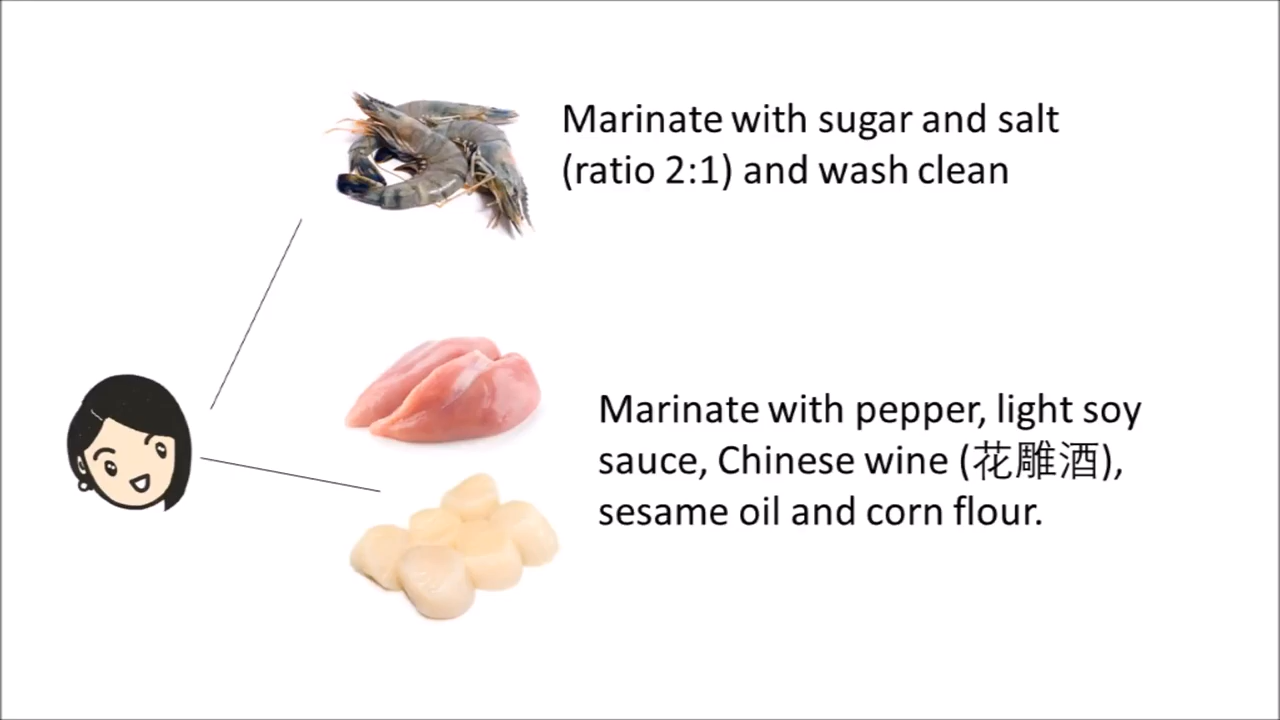 Marinate with sugar and salt
(ratio 2:1) and wash clean
Marinate with pepper, light soy
sauce, Chinese wine (花雕酒),
sesame oil and corn flour.